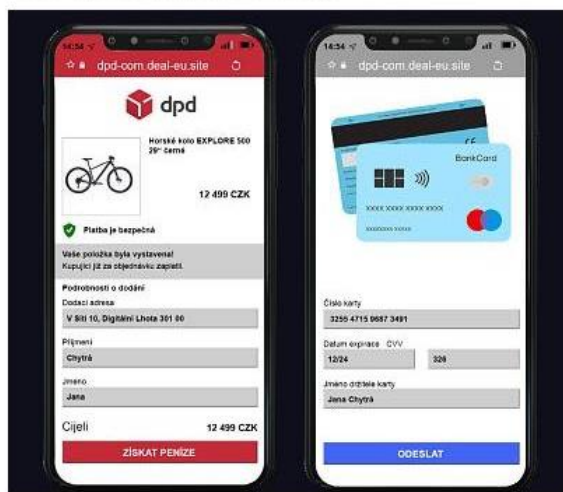 14:54
dpd-com.deal-eu.site
dpd
Horské kolo EXPLORE 500
29" černé
12 499 CZK
Platba je bezpečná
Vaše položka byla vystavena!
Kupující již za objednávku zaplatil.
Podrobnosti o dodání
Dodací adresa
V Síti 10, Digitální Lhota 301 00
Příjmení
Chytrá
Jméno
Jana
Cijeli 12 499 CZK
ZÍSKAT PENÍZE
14:54
dpd-com.deal-eu.site
BankCard
xxxx xxxx xxxx xxxx
xxxxxxxx xxxxx
Číslo karty
3255 4715 9687 3491
Datum expirace CVV
12/24 326
Jméno držitele karty
Jana Chytrá
ODESLAT